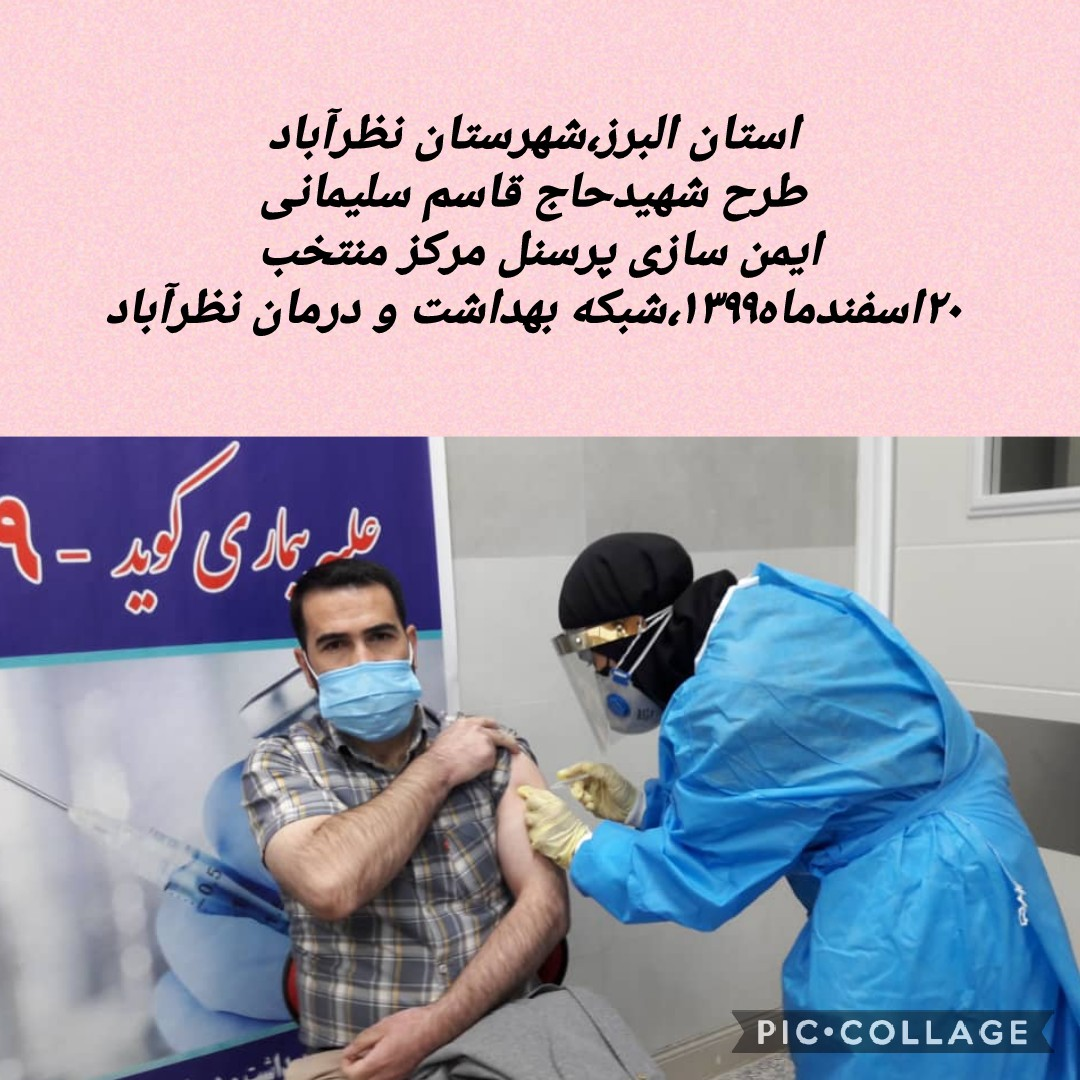 استان البرز،شهرستان نظرآباد
طرح شهیدحاج قاسم سلیمانی
ایمن سازی پرسنل مرکز منتخب
۲۰اسفندماه۱۳۹۹،شبکه بهداشت و درمان نظرآباد
علیه بیماری کوید - ۹
PIC•COLLAGE